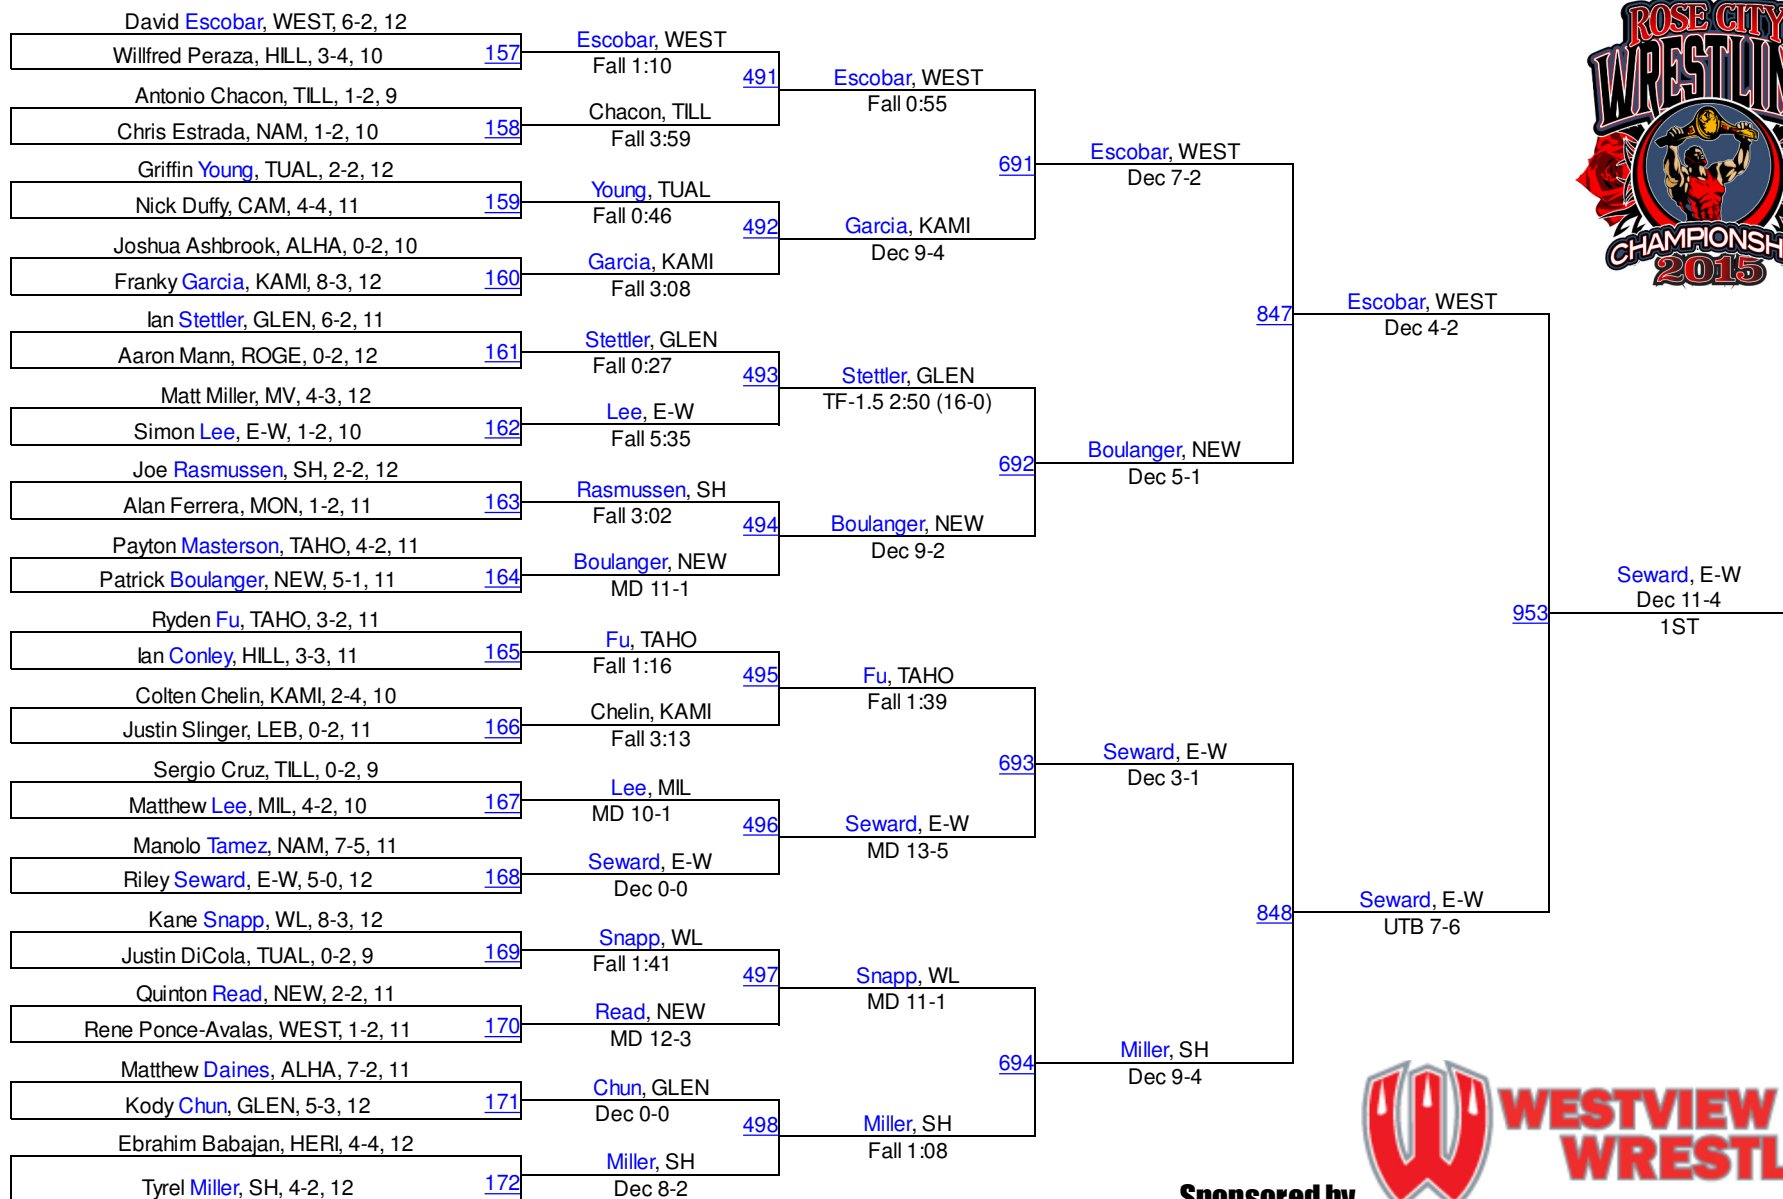 David Escobar, WEST, 6-2, 12
Willfred Peraza, HILL, 3-4, 10
157
Antonio Chacon, TILL, 1-2, 9
Chris Estrada, NAM, 1-2, 10
158
Griffin Young, TUAL, 2-2, 12
Nick Duffy, CAM, 4-4, 11
159
Joshua Ashbrook, ALHA, 0-2, 10
Franky Garcia, KAMI, 8-3, 12
160
Ian Stettler, GLEN, 6-2, 11
Aaron Mann, ROGE, 0-2, 12
161
Matt Miller, MV, 4-3, 12
Simon Lee, E-W, 1-2, 10
162
Joe Rasmussen, SH, 2-2, 12
Alan Ferrera, MON, 1-2, 11
163
Payton Masterson, TAHO, 4-2, 11
Patrick Boulanger, NEW, 5-1, 11
164
Ryden Fu, TAHO, 3-2, 11
Ian Conley, HILL, 3-3, 11
165
Colten Chelin, KAMI, 2-4, 10
Justin Slinger, LEB, 0-2, 11
166
Sergio Cruz, TILL, 0-2, 9
Matthew Lee, MIL, 4-2, 10
167
Manolo Tamez, NAM, 7-5, 11
Riley Seward, E-W, 5-0, 12
168
Kane Snapp, WL, 8-3, 12
Justin DiCola, TUAL, 0-2, 9
169
Quinton Read, NEW, 2-2, 11
Rene Ponce-Avalas, WEST, 1-2, 11
170
Matthew Daines, ALHA, 7-2, 11
Kody Chun, GLEN, 5-3, 12
171
Ebrahim Babajan, HERI, 4-4, 12
Tyrel Miller, SH, 4-2, 12
172
Escobar, WEST
Fall 1:10
491
Chacon, TILL
Fall 3:59
Young, TUAL
Fall 0:46
492
Garcia, KAMI
Fall 3:08
Stettler, GLEN
Fall 0:27
493
Lee, E-W
Fall 5:35
Rasmussen, SH
Fall 3:02
494
Boulanger, NEW
MD 11-1
Fu, TAHO
Fall 1:16
495
Chelin, KAMI
Fall 3:13
Lee, MIL
MD 10-1
496
Seward, E-W
Dec 0-0
Snapp, WL
Fall 1:41
497
Read, NEW
MD 12-3
Chun, GLEN
Dec 0-0
498
Miller, SH
Dec 8-2
Escobar, WEST
Fall 0:55
691
Garcia, KAMI
Dec 9-4
Stettler, GLEN
TF-1.5 2:50 (16-0)
692
Boulanger, NEW
Dec 9-2
Fu, TAHO
Fall 1:39
693
Seward, E-W
MD 13-5
Snapp, WL
MD 11-1
694
Miller, SH
Fall 1:08
Escobar, WEST
Dec 7-2
847
Boulanger, NEW
Dec 5-1
Seward, E-W
Dec 3-1
848
Miller, SH
Dec 9-4
Escobar, WEST
Dec 4-2
953
Seward, E-W
UTB 7-6
Seward, E-W
Dec 11-4
1ST
ROSE CITY
WRESTLIN
CHAMPIONSH
2015
WESTVIEW
WRESTL
Sponsored by